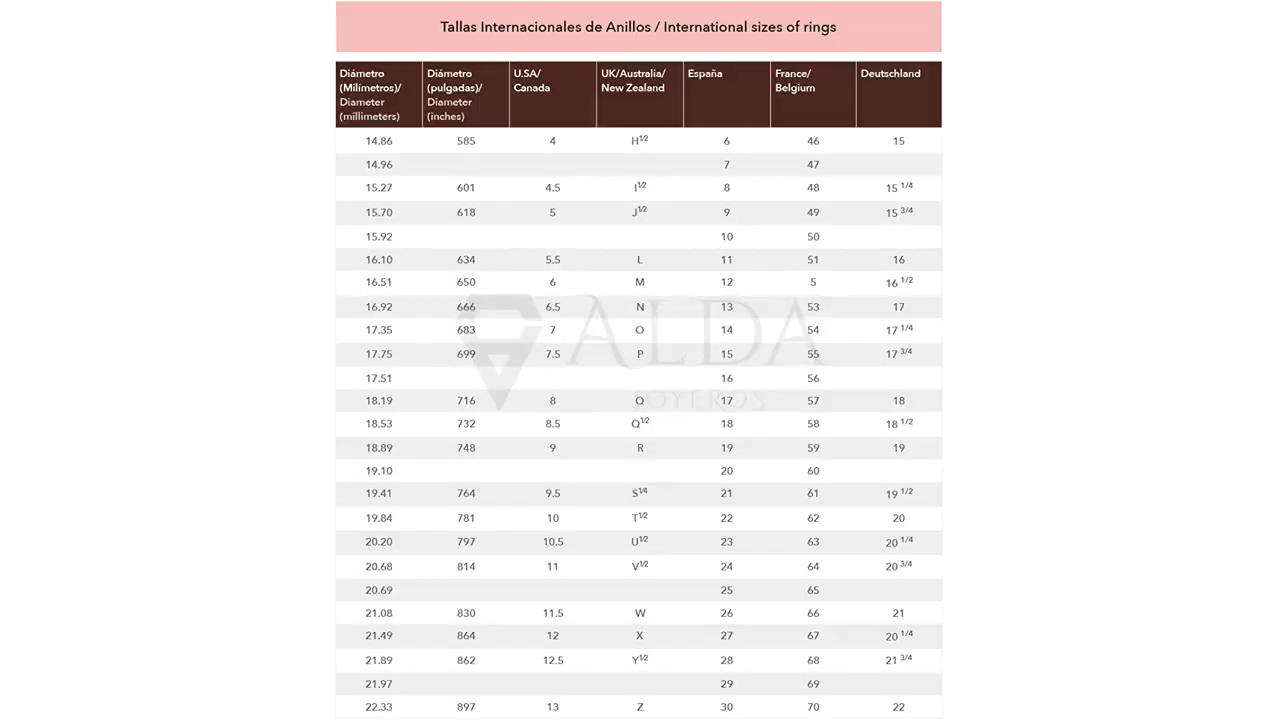 Tallas Internacionales de Anillos / International sizes of rings
Diámetro (Milímetros)/ Diameter (millimeters) Diámetro (pulgadas)/ Diameter (inches) U.SA/ Canada UK/Australia/ New Zealand España France/ Belgium Deutschland
14.86 585 4 H1/2 6 46 15
14.96 7 47
15.27 601 4.5 I1/2 8 48 15 1/4
15.70 618 5 J1/2 9 49 15 3/4
15.92 10 50
16.10 634 5.5 L 11 51 16
16.51 650 6 M 12 5 16 1/2
16.92 666 6.5 N 13 53 17
17.35 683 7 O 14 54 17 1/4
17.75 699 7.5 P 15 55 17 3/4
17.51 16 56
18.19 716 8 Q 17 57 18
18.53 732 8.5 Q1/2 18 58 18 1/2
18.89 748 9 R 19 59 19
19.10 20 60
19.41 764 9.5 S1/4 21 61 19 1/2
19.84 781 10 T1/2 22 62 20
20.20 797 10.5 U1/2 23 63 20 1/4
20.68 814 11 V1/2 24 64 20 3/4
20.69 25 65
21.08 830 11.5 W 26 66 21
21.49 864 12 X 27 67 20 1/4
21.89 862 12.5 Y1/2 28 68 21 3/4
21.97 29 69
22.33 897 13 Z 30 70 22
ALDA
JOYEROS